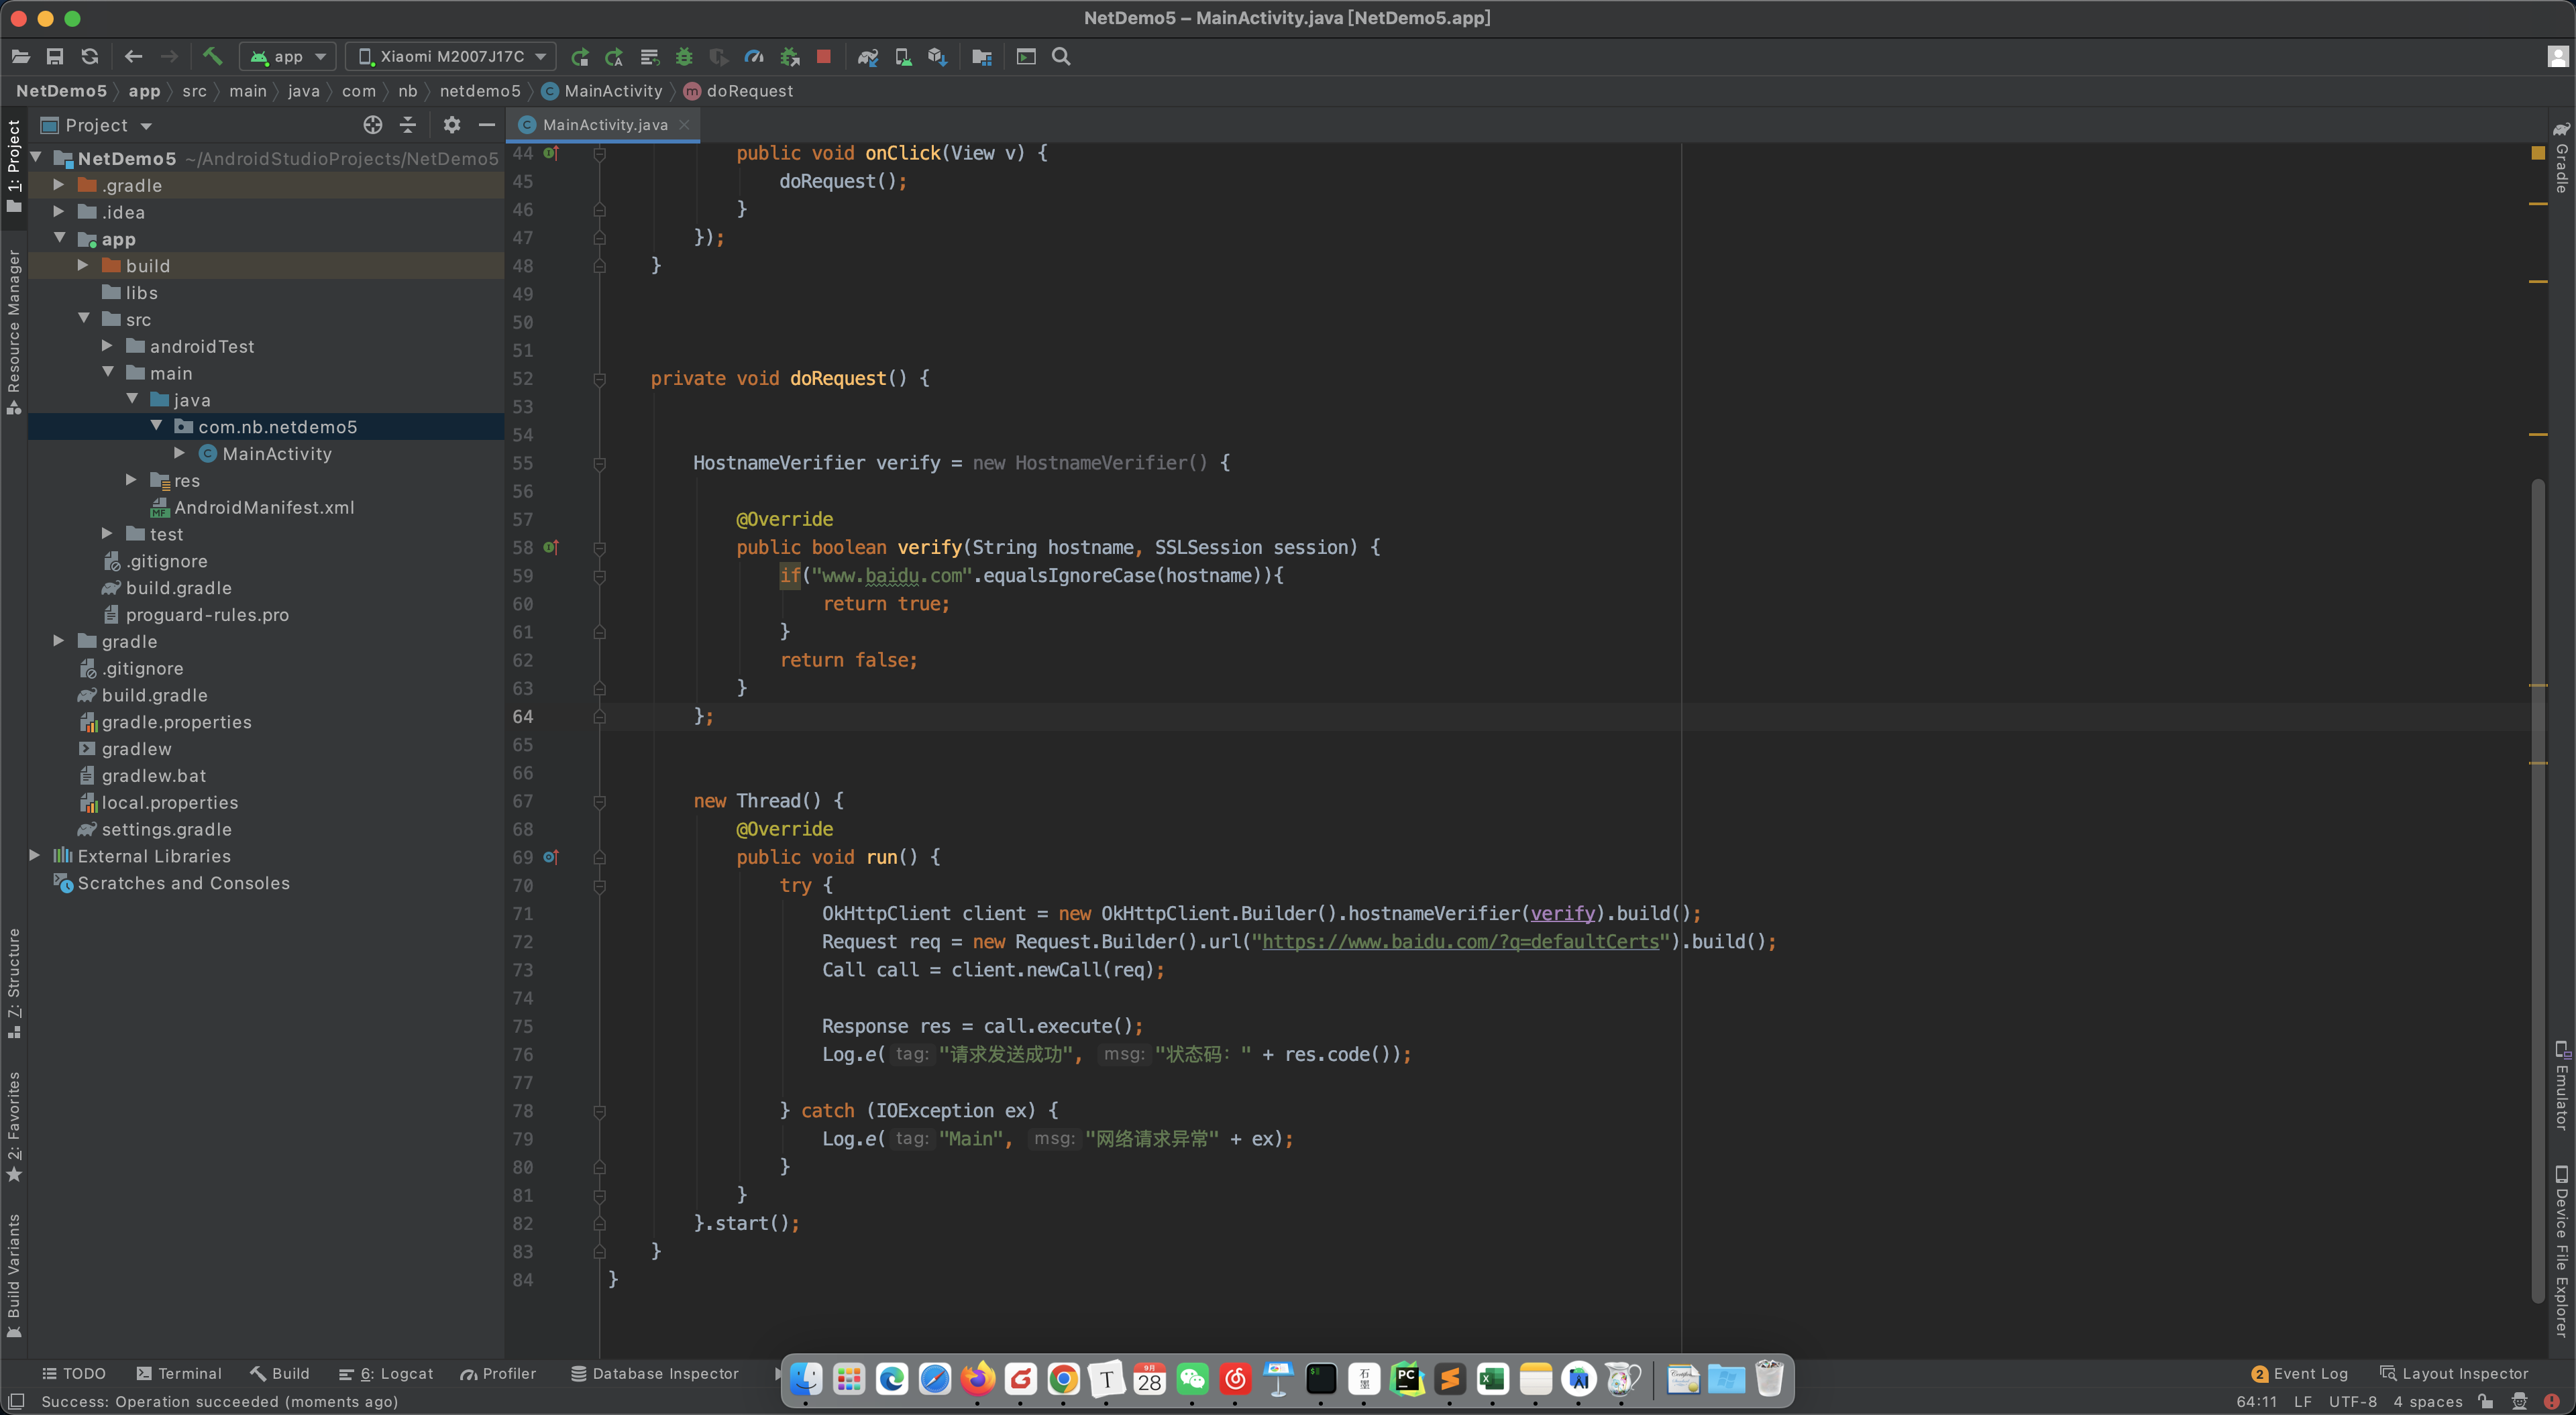 NetDemo5 – MainActivity.java [NetDemo5.app]
app
Xiaomi M2007J17C
NetDemo5 app src main java com nb netdemo5 MainActivity doRequest
Project
MainActivity.java
1: Project
Resource Manager
7: Structure
2: Favorites
Build Variants
NetDemo5 ~/AndroidStudioProjects/NetDemo5
.gradle
.idea
app
build
libs
src
androidTest
main
java
com.nb.netdemo5
MainActivity
res
AndroidManifest.xml
test
.gitignore
build.gradle
proguard-rules.pro
gradle
.gitignore
build.gradle
gradle.properties
gradlew
gradlew.bat
local.properties
settings.gradle
External Libraries
Scratches and Consoles
44 public void onClick(View v) {
45 doRequest();
46 }
47 });
48 }
49
50
51
52 private void doRequest() {
53
54
55 HostnameVerifier verify = new HostnameVerifier() {
56
57 @Override
58 public boolean verify(String hostname, SSLSession session) {
59 if("www.baidu.com".equalsIgnoreCase(hostname)){
60 return true;
61 }
62 return false;
63 }
64 };
65
66
67 new Thread() {
68 @Override
69 public void run() {
70 try {
71 OkHttpClient client = new OkHttpClient.Builder().hostnameVerifier(verify).build();
72 Request req = new Request.Builder().url("https://www.baidu.com/?q=defaultCerts").build();
73 Call call = client.newCall(req);
74
75 Response res = call.execute();
76 Log.e( tag: "请求发送成功", msg: "状态码：" + res.code());
77
78 } catch (IOException ex) {
79 Log.e( tag: "Main", msg: "网络请求异常" + ex);
80 }
81 }
82 }.start();
83 }
84 }
Gradle
Emulator
Device File Explorer
TODO Terminal Build 6: Logcat Profiler Database Inspector
9月
28
石墨
PC
2 Event Log Layout Inspector
Success: Operation succeeded (moments ago)
64:11 LF UTF-8 4 spaces